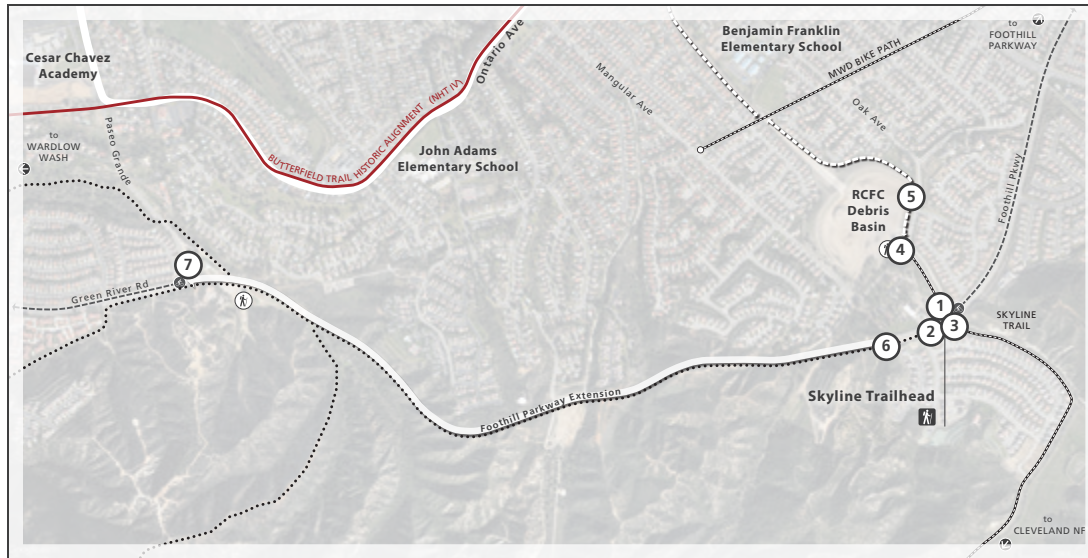 to
FOOTHILL
PARKWAY
Benjamin Franklin
Elementary School
Cesar Chavez
Academy
Ontario Ave
MWD BIKE PATH
Mangular Ave
Oak Ave
BUTTERFIELD TRAIL HISTORIC ALIGNMENT (NHT IV)
Paseo Grande
to
WARDLOW
WASH
John Adams
Elementary School
RCFC
Debris
Basin
5
Foothill Pkwy
4
7
Green River Rd
1
2
3
SKYLINE
TRAIL
6
Skyline Trailhead
Foothill Parkway Extension
to
CLEVELAND NF